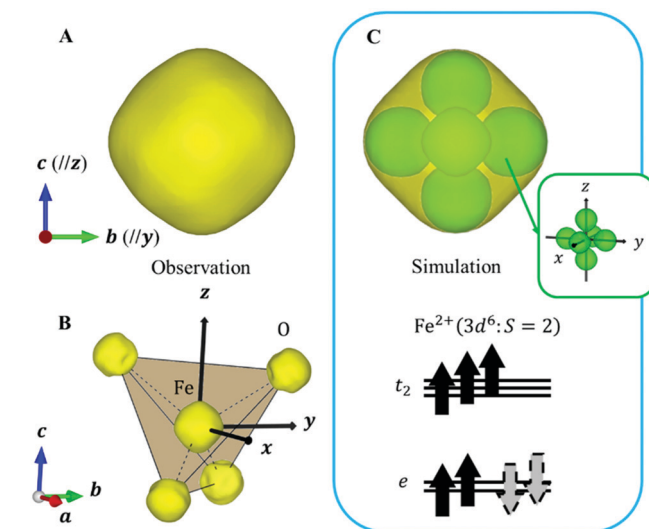 A
C
c (//z)
b (//y)
Observation
Simulation
z
y
x
B
z
O
Fe
y
x
c
b
a
Fe²⁺(3d⁶: S = 2)
t₂
e